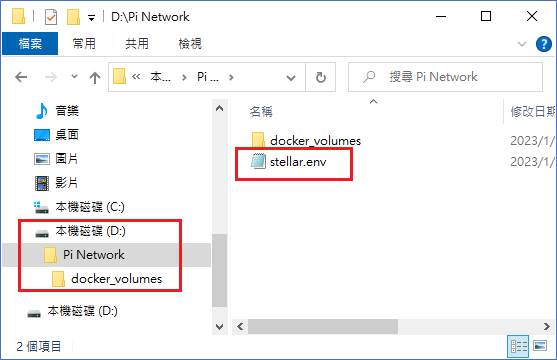 D:\Pi Network
檔案 常用 共用 檢視
本... Pi ... 搜尋 Pi Network
音樂
桌面
圖片
影片
本機磁碟 (C:)
本機磁碟 (D:)
Pi Network
docker_volumes
本機磁碟 (D:)
名稱 修改日期
docker_volumes 2023/1/
stellar.env 2023/1/
2 個項目